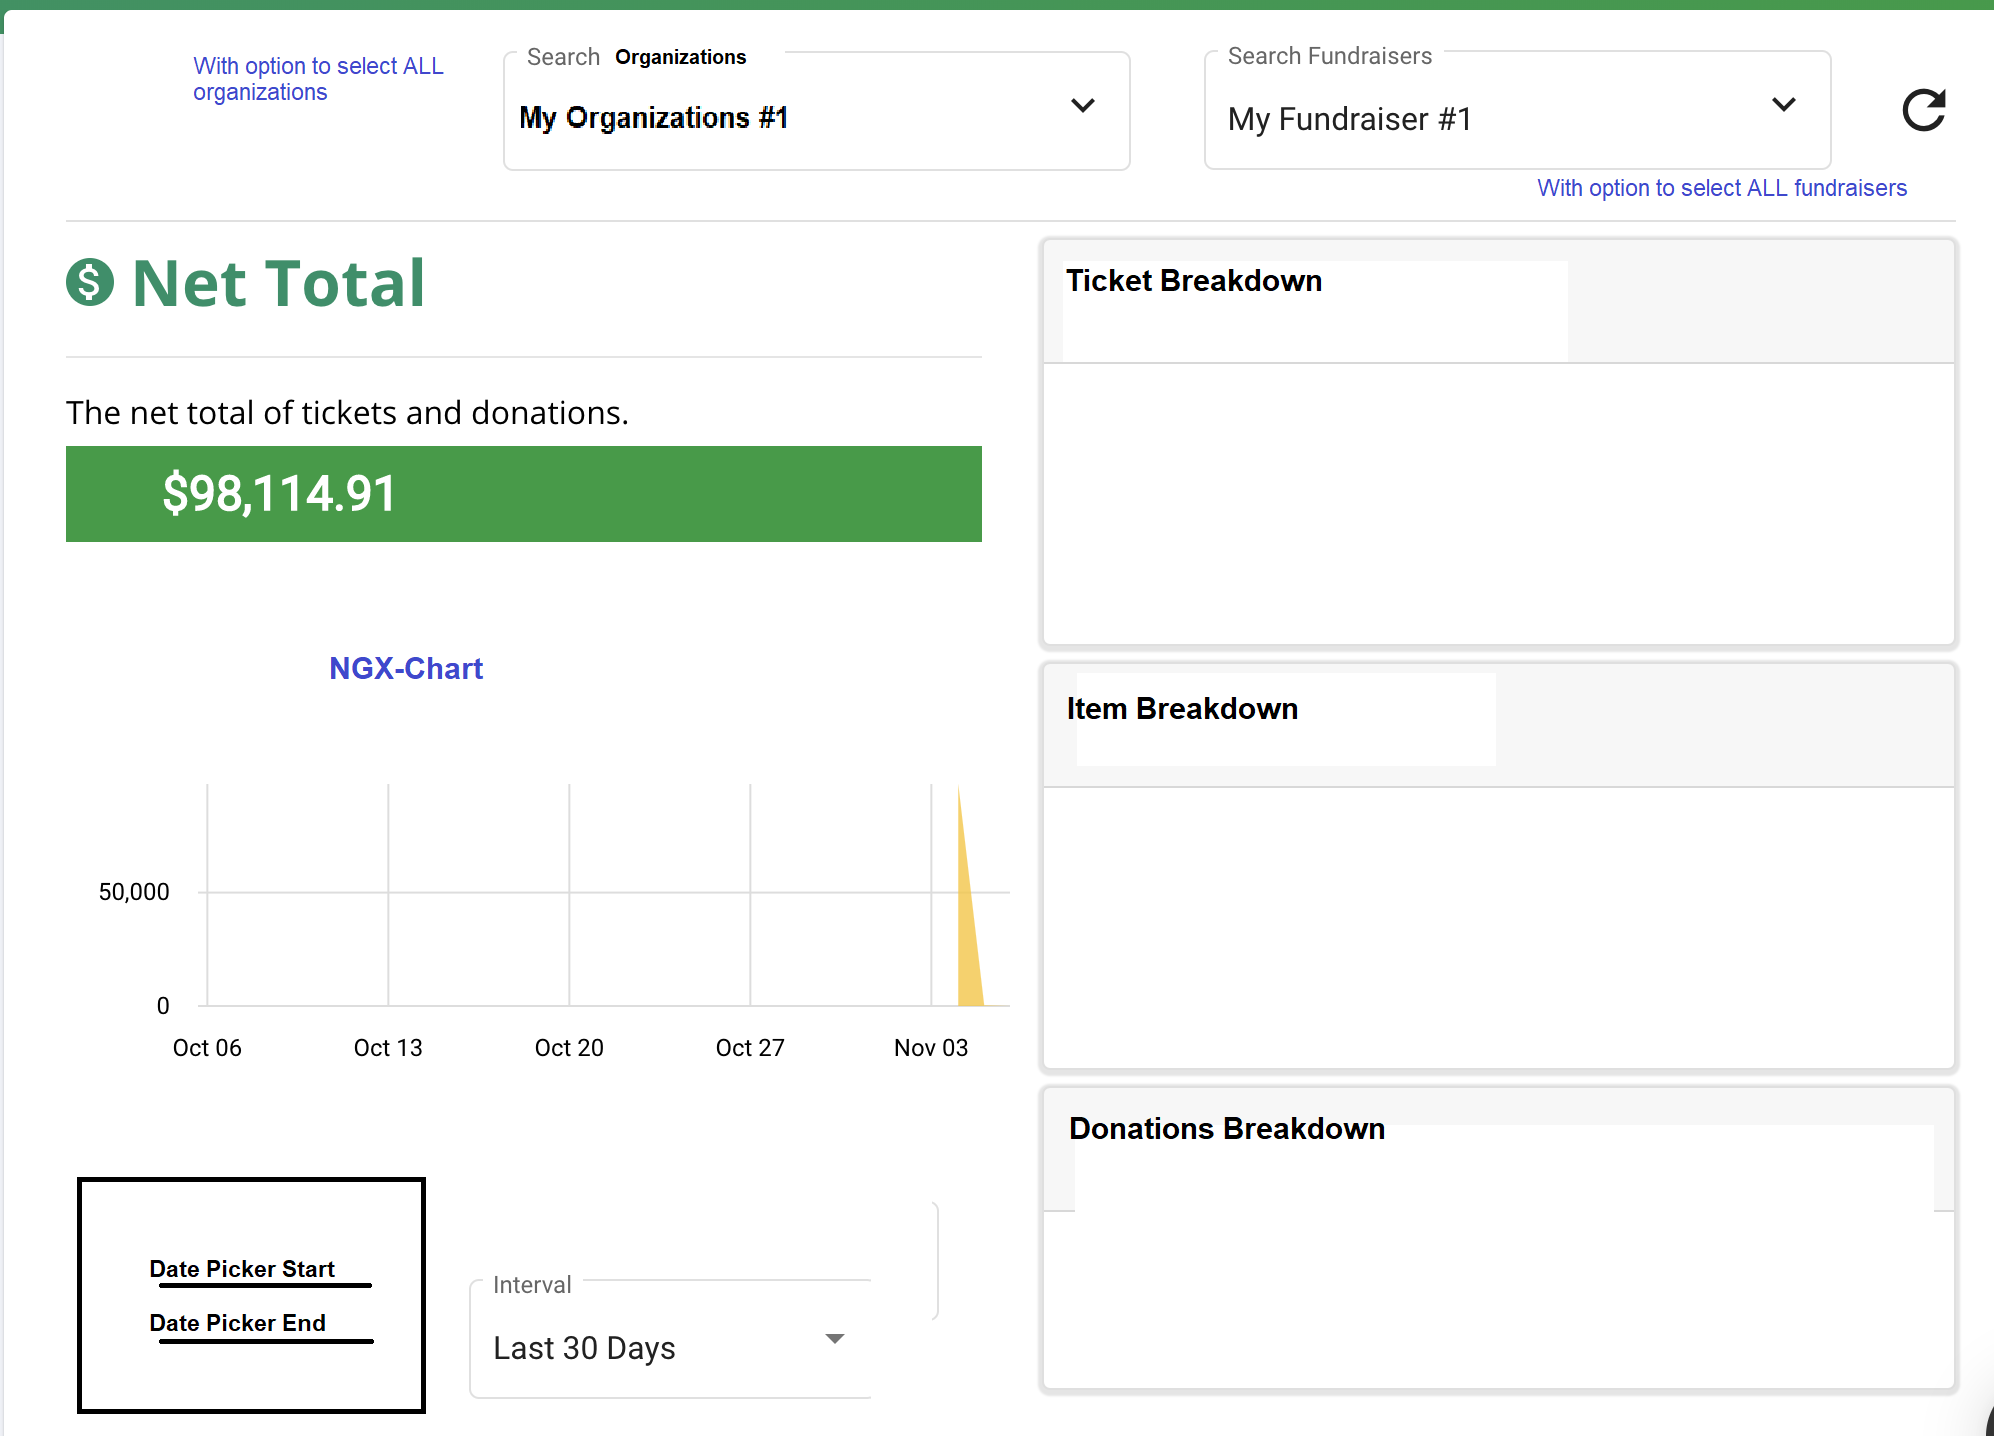 With option to select ALL
organizations
Search Organizations
My Organizations #1
Search Fundraisers
My Fundraiser #1
With option to select ALL fundraisers
$ Net Total
The net total of tickets and donations.
$98,114.91
NGX-Chart
50,000
0
Oct 06 Oct 13 Oct 20 Oct 27 Nov 03
Date Picker Start
Date Picker End
Interval
Last 30 Days
Ticket Breakdown
Item Breakdown
Donations Breakdown